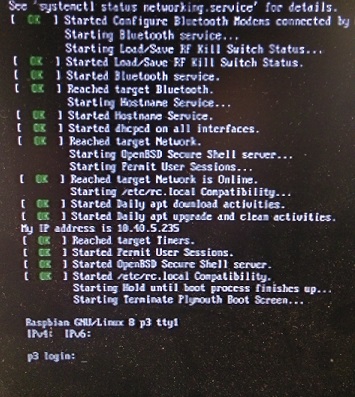 See 'systemctl status networking.service' for details.
[ OK ] Started Configure Bluetooth Modems connected by
Starting Bluetooth service...
Starting Load/Save RF Kill Switch Status...
[ OK ] Started Load/Save RF Kill Switch Status.
[ OK ] Started Bluetooth service.
[ OK ] Reached target Bluetooth.
Starting Hostname Service...
[ OK ] Started Hostname Service.
[ OK ] Started dhcpcd on all interfaces.
[ OK ] Reached target Network.
Starting OpenBSD Secure Shell server...
Starting Permit User Sessions...
[ OK ] Reached target Network is Online.
Starting /etc/rc.local Compatibility...
[ OK ] Started Daily apt download activities.
[ OK ] Started Daily apt upgrade and clean activities.
My IP address is 10.40.5.235
[ OK ] Reached target Timers.
[ OK ] Started Permit User Sessions.
[ OK ] Started OpenBSD Secure Shell server.
[ OK ] Started /etc/rc.local Compatibility.
Starting Hold until boot process finishes up...
Starting Terminate Plymouth Boot Screen...
Raspbian GNU/Linux 8 p3 tty1
IPv4: IPv6:
p3 login: